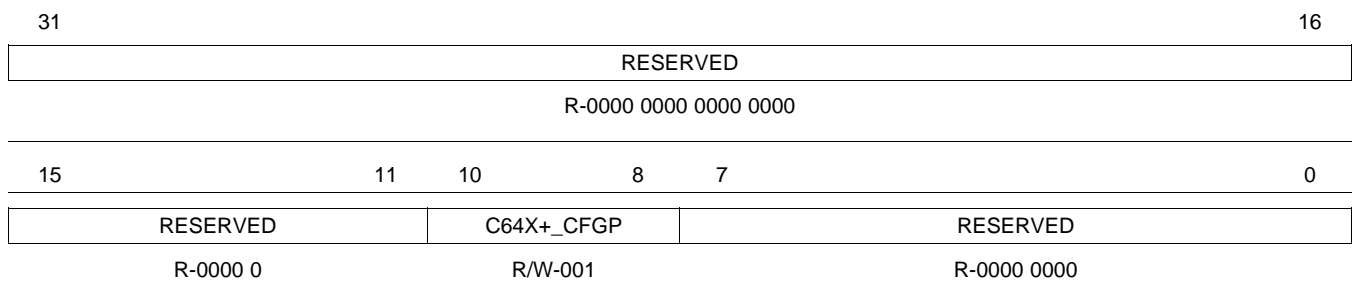 31 16
RESERVED
R-0000 0000 0000 0000
15 11 10 8 7 0
RESERVED C64X+_CFGP RESERVED
R-0000 0 R/W-001 R-0000 0000